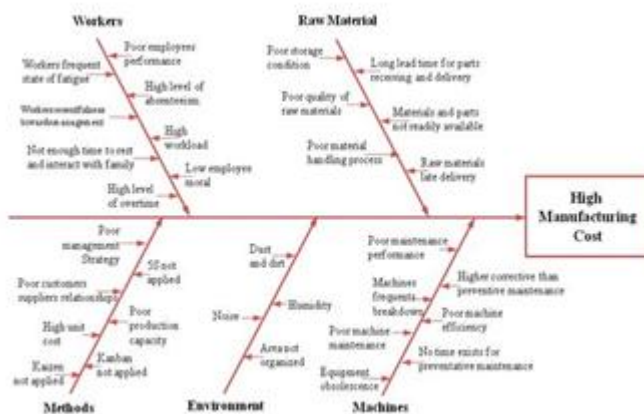 Workers
Raw Material
Poor employees
performance
Workers frequent
state of fatigue
High level of
absenteeism
High
workload
Not enough time to rest
and interact with family
Low employee
moral
High level
of overtime
Poor storage
condition
Long lead time for parts
receiving and delivery
Poor quality of
raw materials
Materials and parts
not readily available
Poor material
handling process
Raw materials
late delivery
High
Manufacturing
Cost
Poor
management
Strategy
5S not
applied
Poor customers
suppliers relationships
Poor
production
capacity
High unit
cost
Kanban
not applied
Kaizen
not applied
Methods
Dust
and dirt
Humidity
Noise
Area not
organized
Environment
Poor maintenance
performance
Higher corrective than
preventive maintenance
Machines
frequents
breakdown
Poor machine
efficiency
Poor machine
maintenance
No time exists for
preventative maintenance
Equipment
obsolescence
Machines